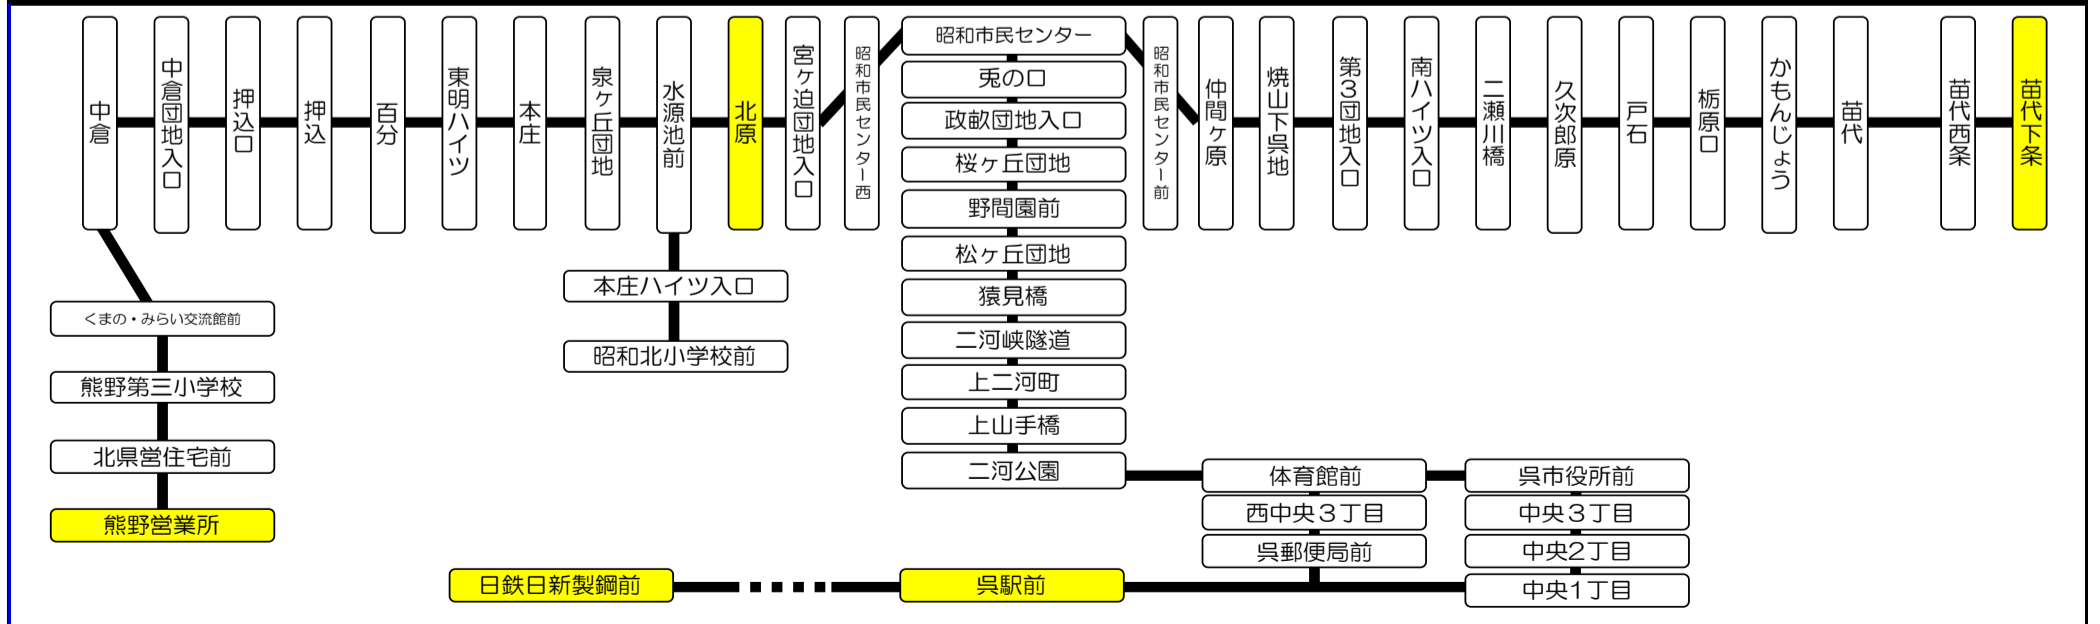 中倉
中倉団地入口
押込口
押込
百分
東明ハイツ
本庄
泉ヶ丘団地
水源池前
北原
宮ヶ迫団地入口
昭和市民センター西
昭和市民センター
兎の口
政畝団地入口
桜ヶ丘団地
野間園前
松ヶ丘団地
猿見橋
二河峡隧道
上二河町
上山手橋
二河公園
昭和市民センター前
仲間ヶ原
焼山下呉地
第3団地入口
南ハイツ入口
二瀬川橋
久次郎原
戸石
栃原口
かもんじょう
苗代
苗代西条
苗代下条
本庄ハイツ入口
昭和北小学校前
くまの・みらい交流館前
熊野第三小学校
北県営住宅前
熊野営業所
体育館前
西中央3丁目
呉郵便局前
呉市役所前
中央3丁目
中央2丁目
中央1丁目
日鉄日新製鋼前
呉駅前